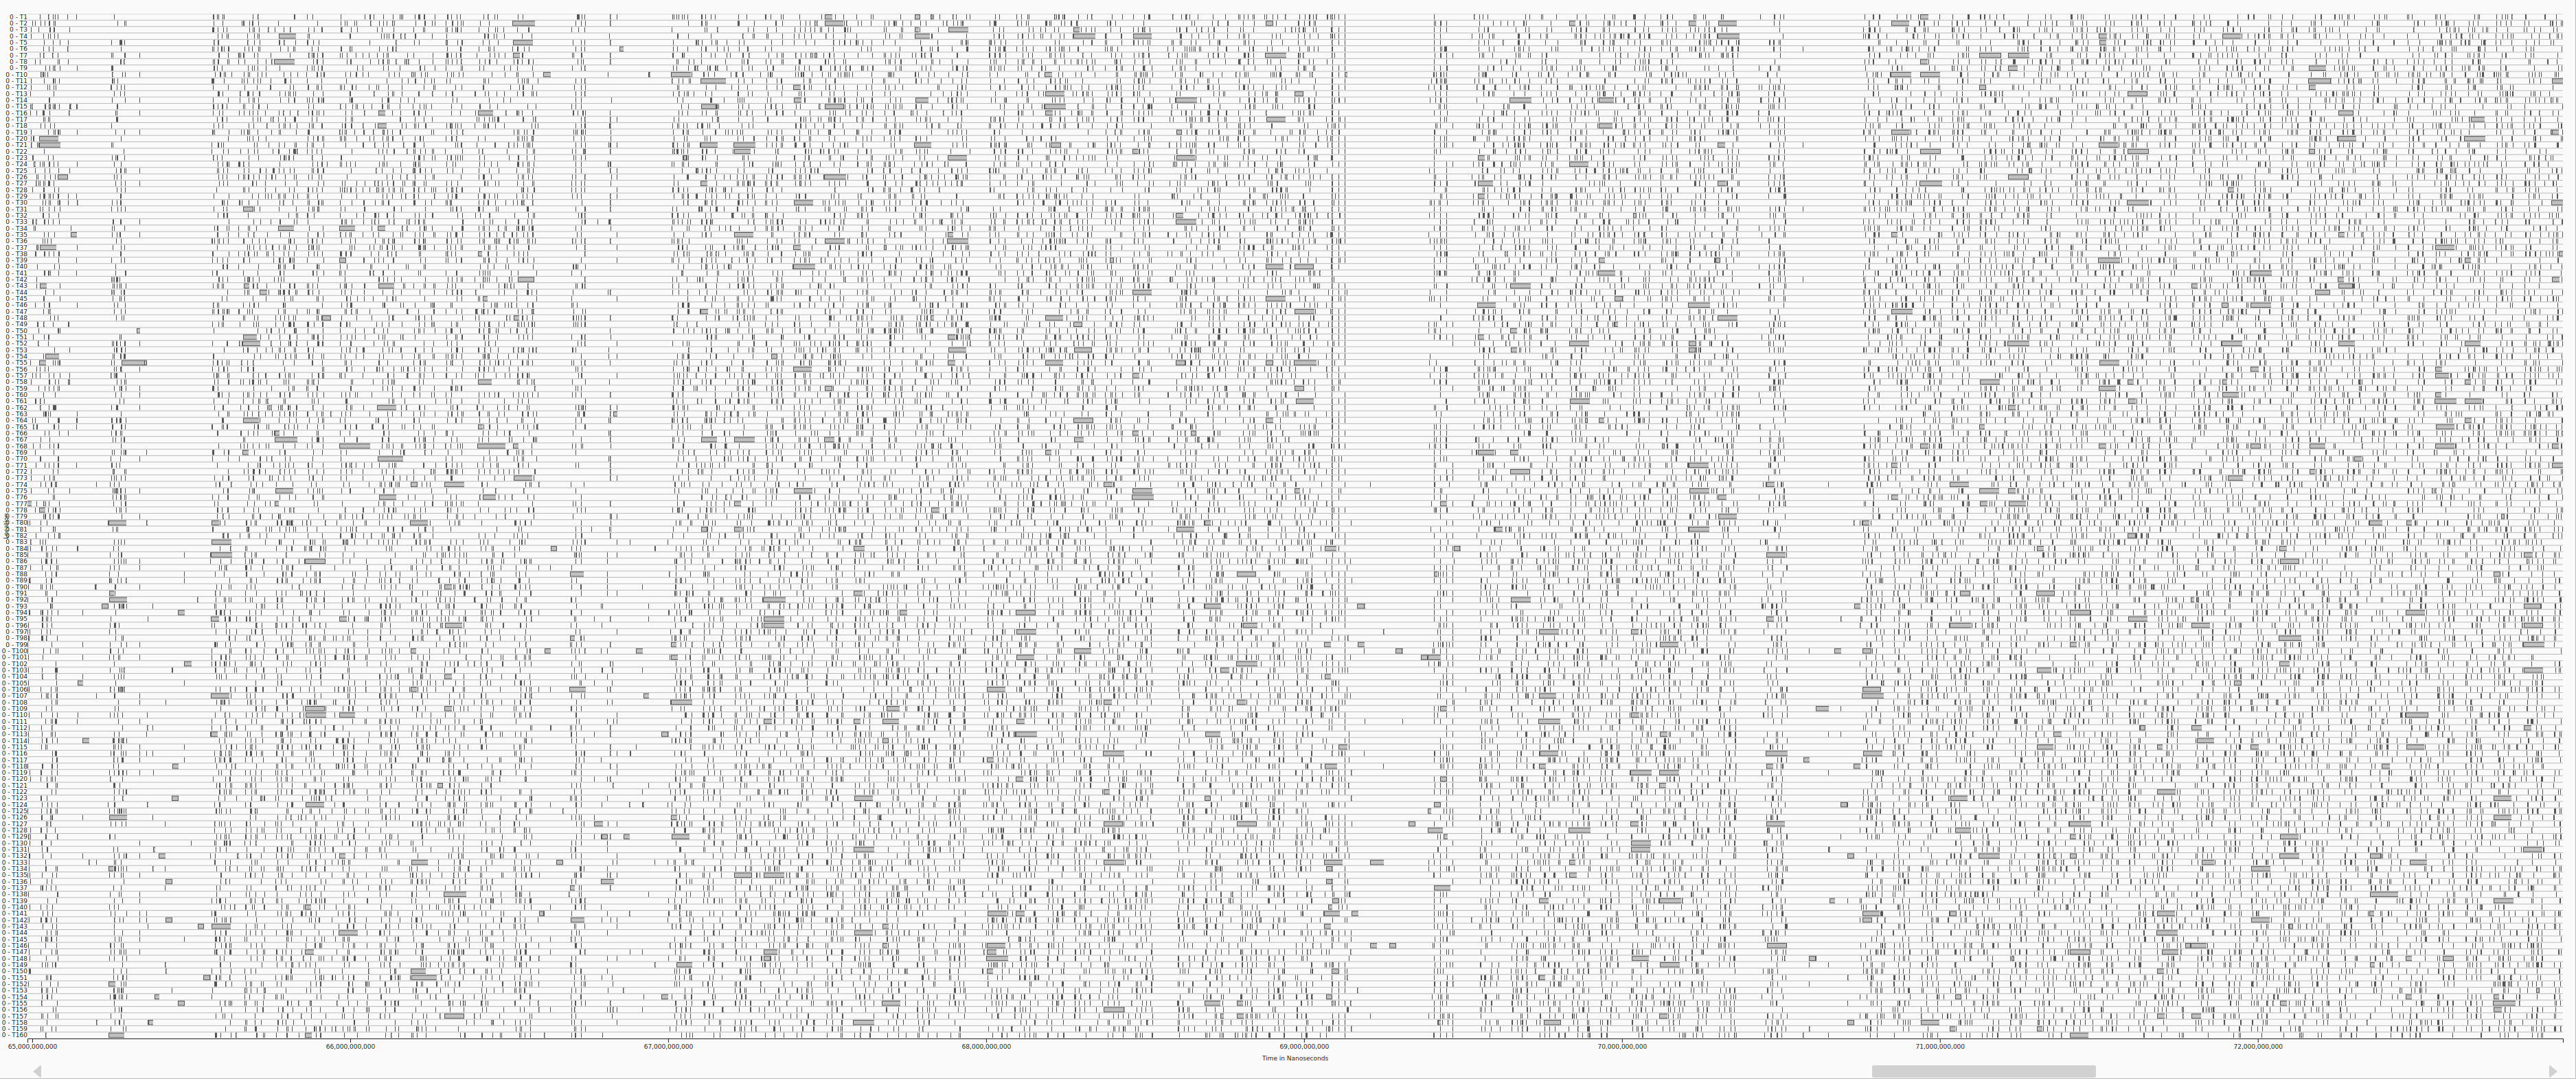 0 - T1
0 - T2
0 - T3
0 - T4
0 - T5
0 - T6
0 - T7
0 - T8
0 - T9
0 - T10
0 - T11
0 - T12
0 - T13
0 - T14
0 - T15
0 - T16
0 - T17
0 - T18
0 - T19
0 - T20
0 - T21
0 - T22
0 - T23
0 - T24
0 - T25
0 - T26
0 - T27
0 - T28
0 - T29
0 - T30
0 - T31
0 - T32
0 - T33
0 - T34
0 - T35
0 - T36
0 - T37
0 - T38
0 - T39
0 - T40
0 - T41
0 - T42
0 - T43
0 - T44
0 - T45
0 - T46
0 - T47
0 - T48
0 - T49
0 - T50
0 - T51
0 - T52
0 - T53
0 - T54
0 - T55
0 - T56
0 - T57
0 - T58
0 - T59
0 - T60
0 - T61
0 - T62
0 - T63
0 - T64
0 - T65
0 - T66
0 - T67
0 - T68
0 - T69
0 - T70
0 - T71
0 - T72
0 - T73
0 - T74
0 - T75
0 - T76
0 - T77
0 - T78
0 - T79
0 - T80
0 - T81
0 - T82
0 - T83
0 - T84
0 - T85
0 - T86
0 - T87
0 - T88
0 - T89
0 - T90
0 - T91
0 - T92
0 - T93
0 - T94
0 - T95
0 - T96
0 - T97
0 - T98
0 - T99
0 - T100
0 - T101
0 - T102
0 - T103
0 - T104
0 - T105
0 - T106
0 - T107
0 - T108
0 - T109
0 - T110
0 - T111
0 - T112
0 - T113
0 - T114
0 - T115
0 - T116
0 - T117
0 - T118
0 - T119
0 - T120
0 - T121
0 - T122
0 - T123
0 - T124
0 - T125
0 - T126
0 - T127
0 - T128
0 - T129
0 - T130
0 - T131
0 - T132
0 - T133
0 - T134
0 - T135
0 - T136
0 - T137
0 - T138
0 - T139
0 - T140
0 - T141
0 - T142
0 - T143
0 - T144
0 - T145
0 - T146
0 - T147
0 - T148
0 - T149
0 - T150
0 - T151
0 - T152
0 - T153
0 - T154
0 - T155
0 - T156
0 - T157
0 - T158
0 - T159
0 - T160
65,000,000,000 66,000,000,000 67,000,000,000 68,000,000,000 69,000,000,000 70,000,000,000 71,000,000,000 72,000,000,000
Time in Nanoseconds